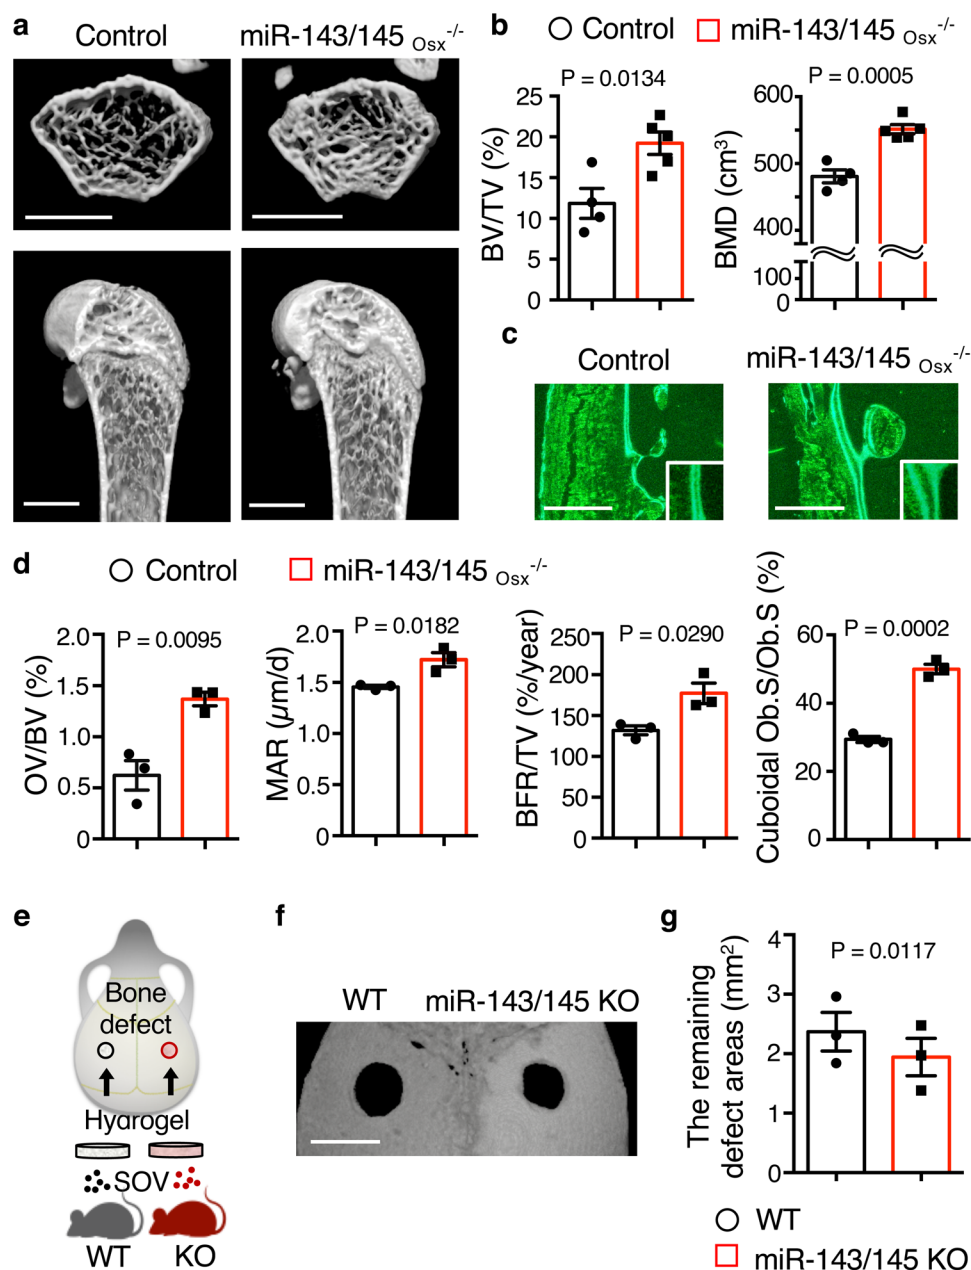 a
Control
miR-143/145 Osx-/-
b
Control
miR-143/145 Osx-/-
P = 0.0134
25
20
15
10
5
0
BV/TV (%)
P = 0.0005
600
500
400
100
0
BMD (cm3)
c
Control
miR-143/145 Osx-/-
d
Control
miR-143/145 Osx-/-
P = 0.0095
2.0
1.5
1.0
0.5
0
OV/BV (%)
P = 0.0182
2.0
1.5
1.0
0.5
0
MAR (µm/d)
P = 0.0290
250
200
150
100
50
0
BFR/TV (%/year)
P = 0.0002
60
40
20
0
Cuboidal Ob.S/Ob.S (%)
e
Bone
defect
Hydrogel
SOV
WT
KO
f
WT
miR-143/145 KO
g
P = 0.0117
4
3
2
1
0
The remaining
defect areas (mm2)
WT
miR-143/145 KO